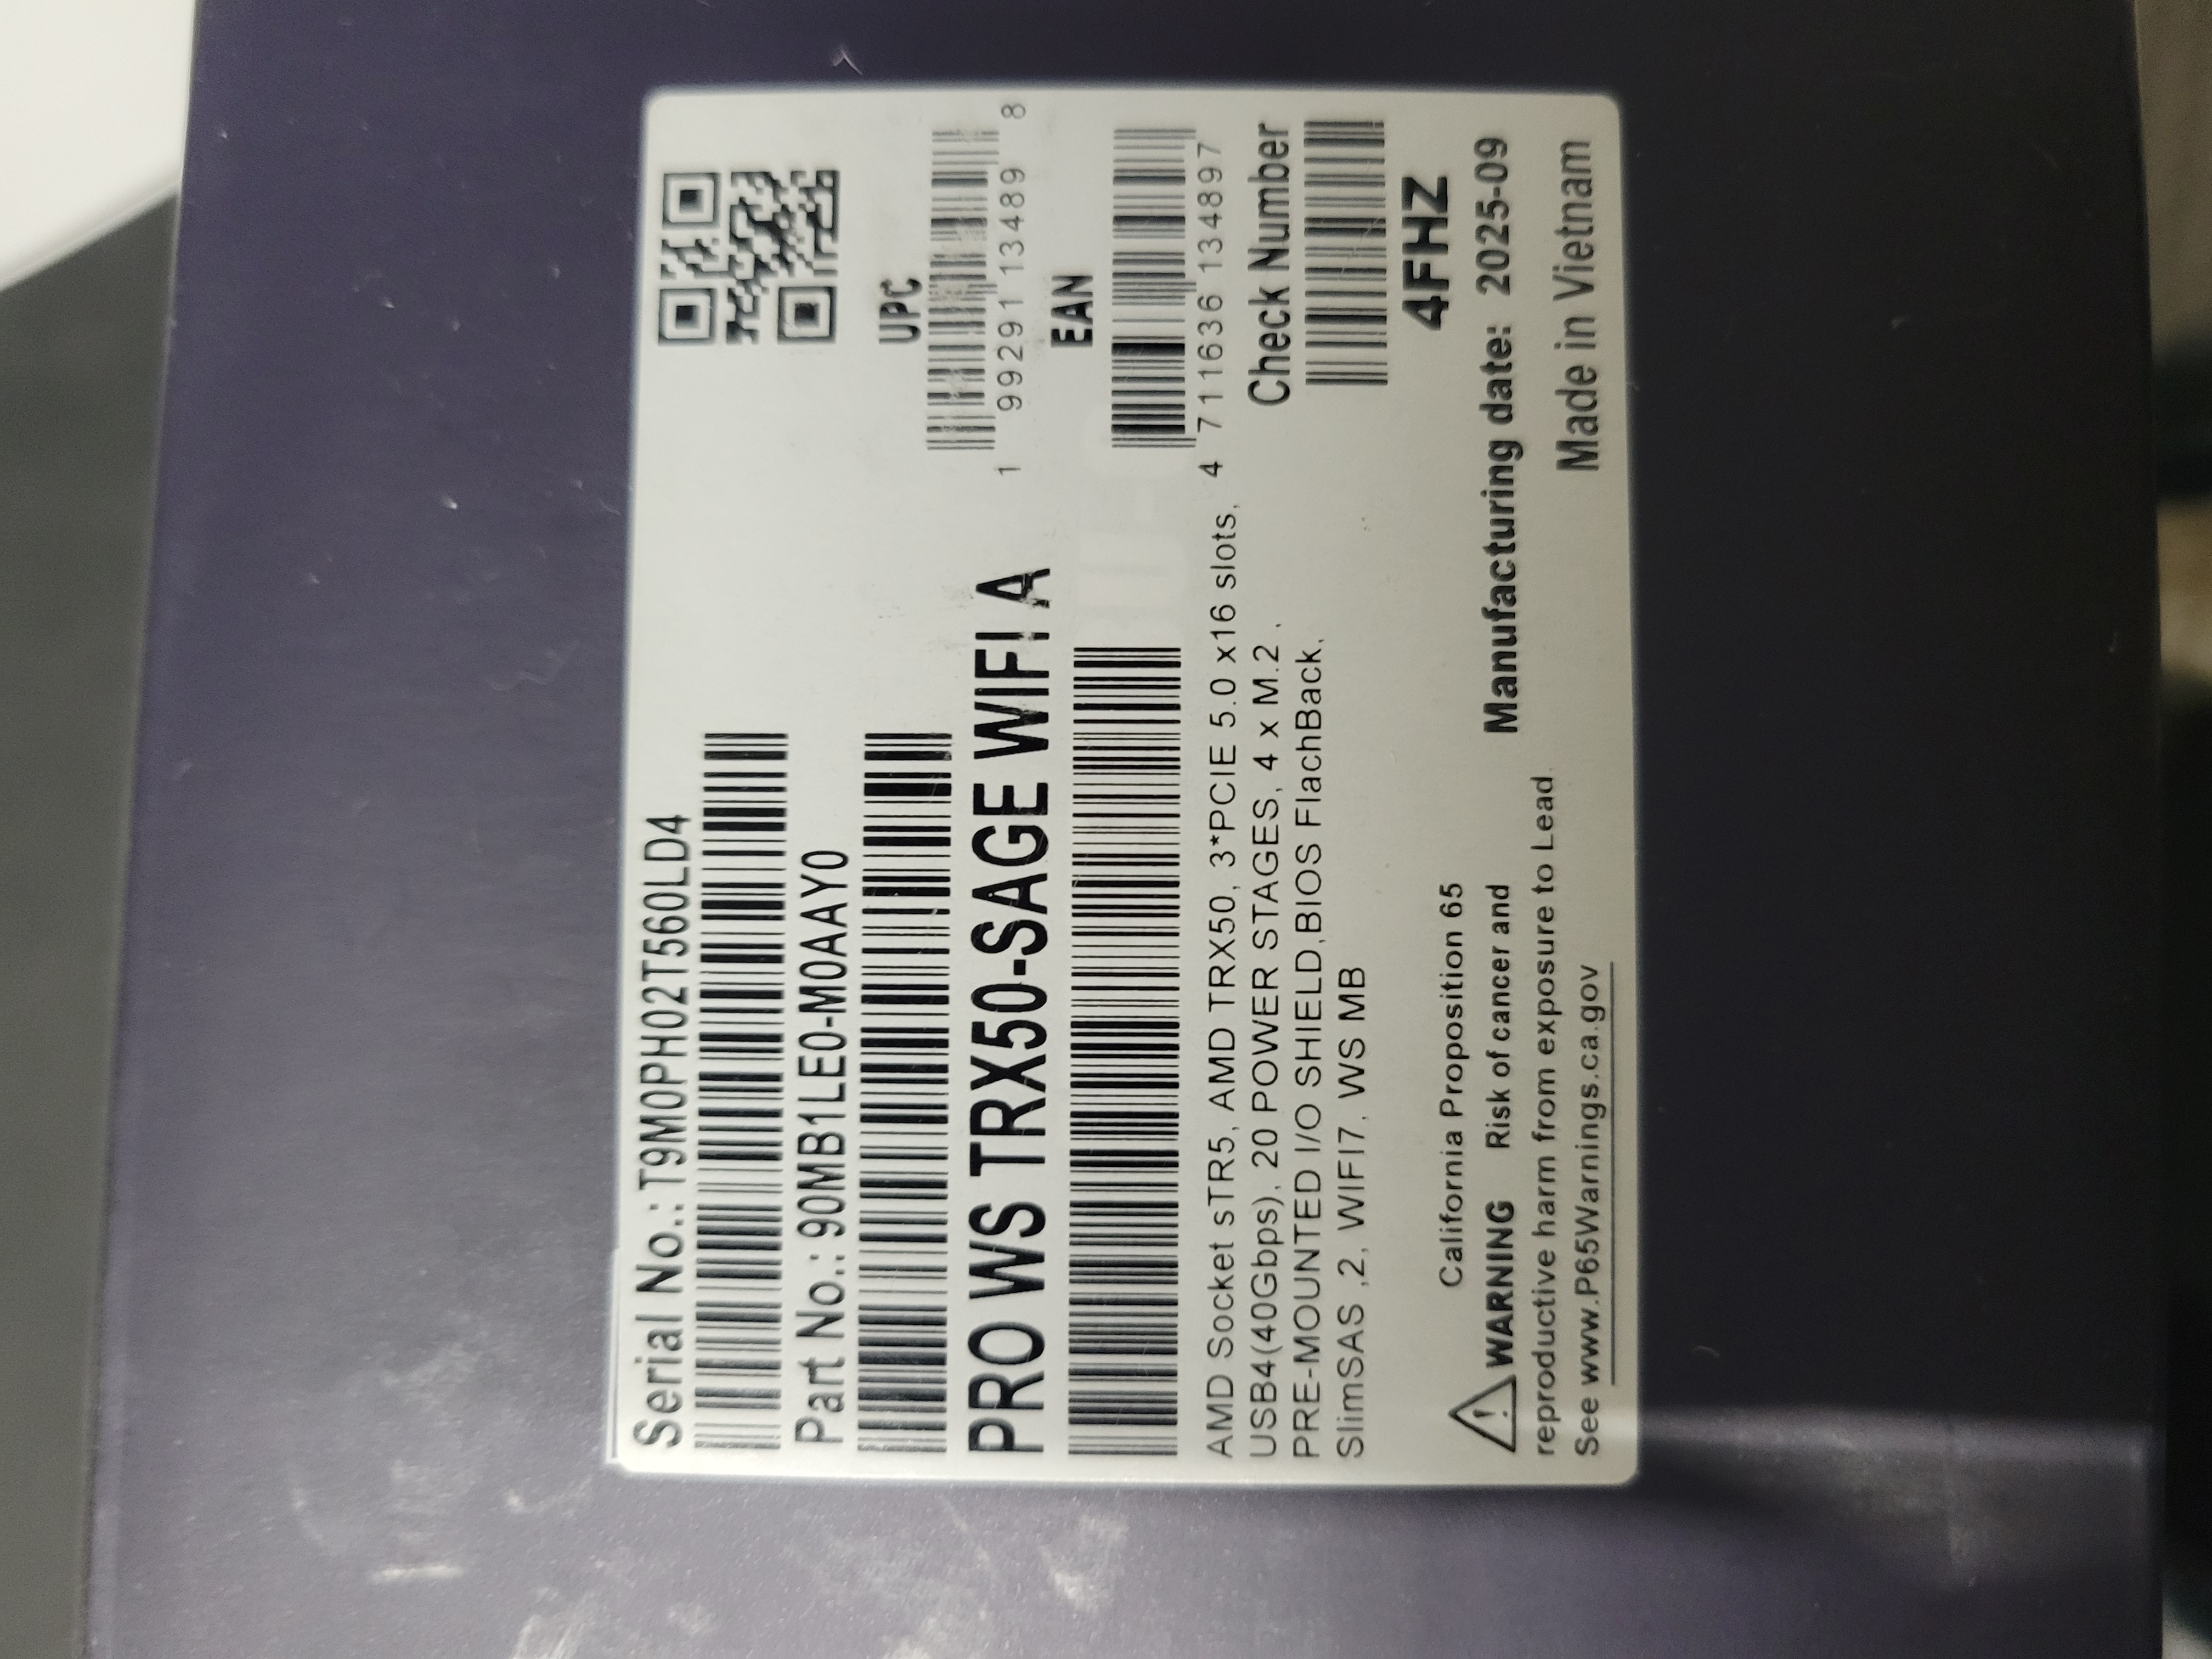 Serial No.: T9M0PH02T560LD4
Part No.: 90MB1LE0-M0AAY0
PRO WS TRX50-SAGE WIFI A
UPC
1 99291 13489 8
EAN
4 711636 134897
AMD Socket sTR5, AMD TRX50, 3*PCIE 5.0 x16 slots,
USB4(40Gbps), 20 POWER STAGES, 4 x M.2 ,
PRE-MOUNTED I/O SHIELD,BIOS FlachBack,
SlimSAS ,2, WIFI7, WS MB
Check Number
4FHZ
California Proposition 65
WARNING Risk of cancer and
reproductive harm from exposure to Lead.
See www.P65Warnings.ca.gov
Manufacturing date: 2025-09
Made in Vietnam